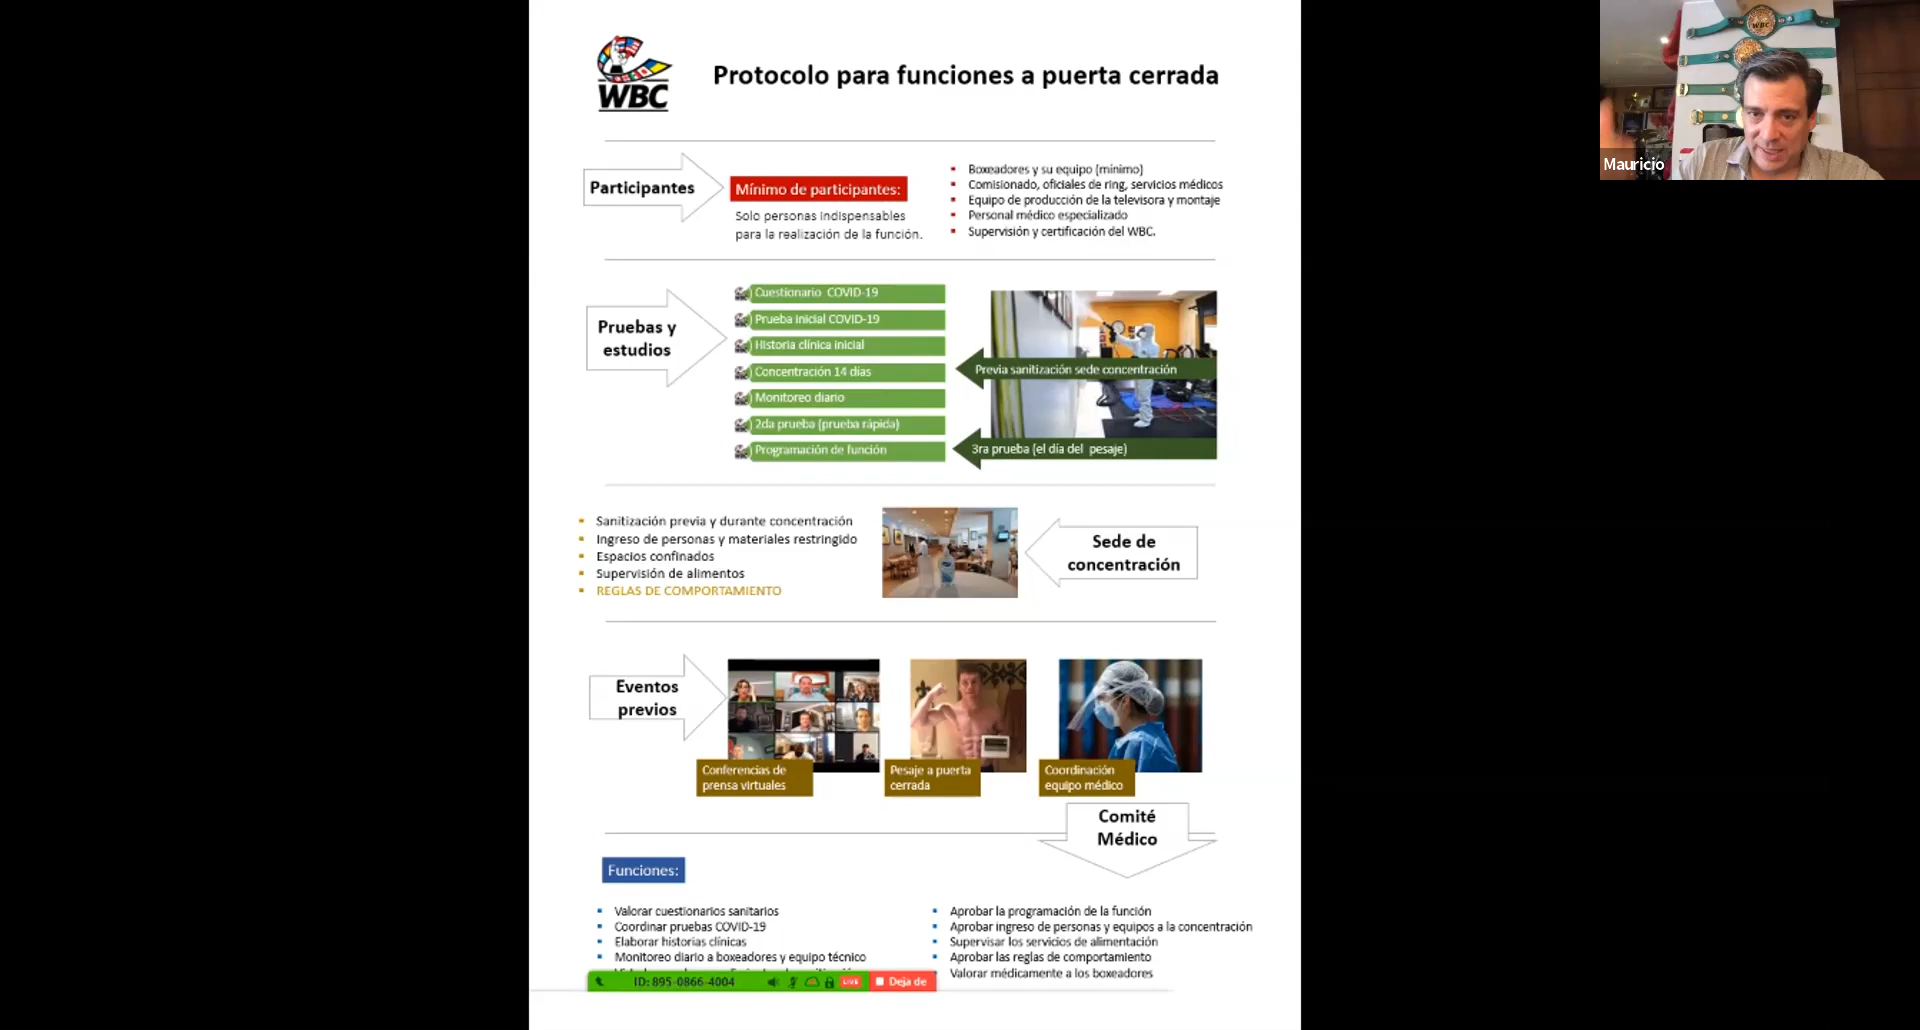 WBC
Protocolo para funciones a puerta cerrada
Mauricio
Participantes
Mínimo de participantes:
Solo personas indispensables
para la realización de la función.
Boxeadores y su equipo (mínimo)
Comisionado, oficiales de ring, servicios médicos
Equipo de producción de la televisora y montaje
Personal médico especializado
Supervisión y certificación del WBC.
Pruebas y
estudios
Cuestionario COVID-19
Prueba inicial COVID-19
Historia clínica inicial
Concentración 14 días
Monitoreo diario
2da prueba (prueba rápida)
Programación de función
Previa sanitización sede concentración
3ra prueba (el día del pesaje)
Sanitización previa y durante concentración
Ingreso de personas y materiales restringido
Espacios confinados
Supervisión de alimentos
REGLAS DE COMPORTAMIENTO
Sede de
concentración
Eventos
previos
Conferencias de
prensa virtuales
Pesaje a puerta
cerrada
Coordinación
equipo médico
Comité
Médico
Funciones:
Valorar cuestionarios sanitarios
Coordinar pruebas COVID-19
Elaborar historias clínicas
Monitoreo diario a boxeadores y equipo técnico
Aprobar la programación de la función
Aprobar ingreso de personas y equipos a la concentración
Supervisar los servicios de alimentación
Aprobar las reglas de comportamiento
Valorar médicamente a los boxeadores
ID: 895-0866-4004
LIVE
Deja de